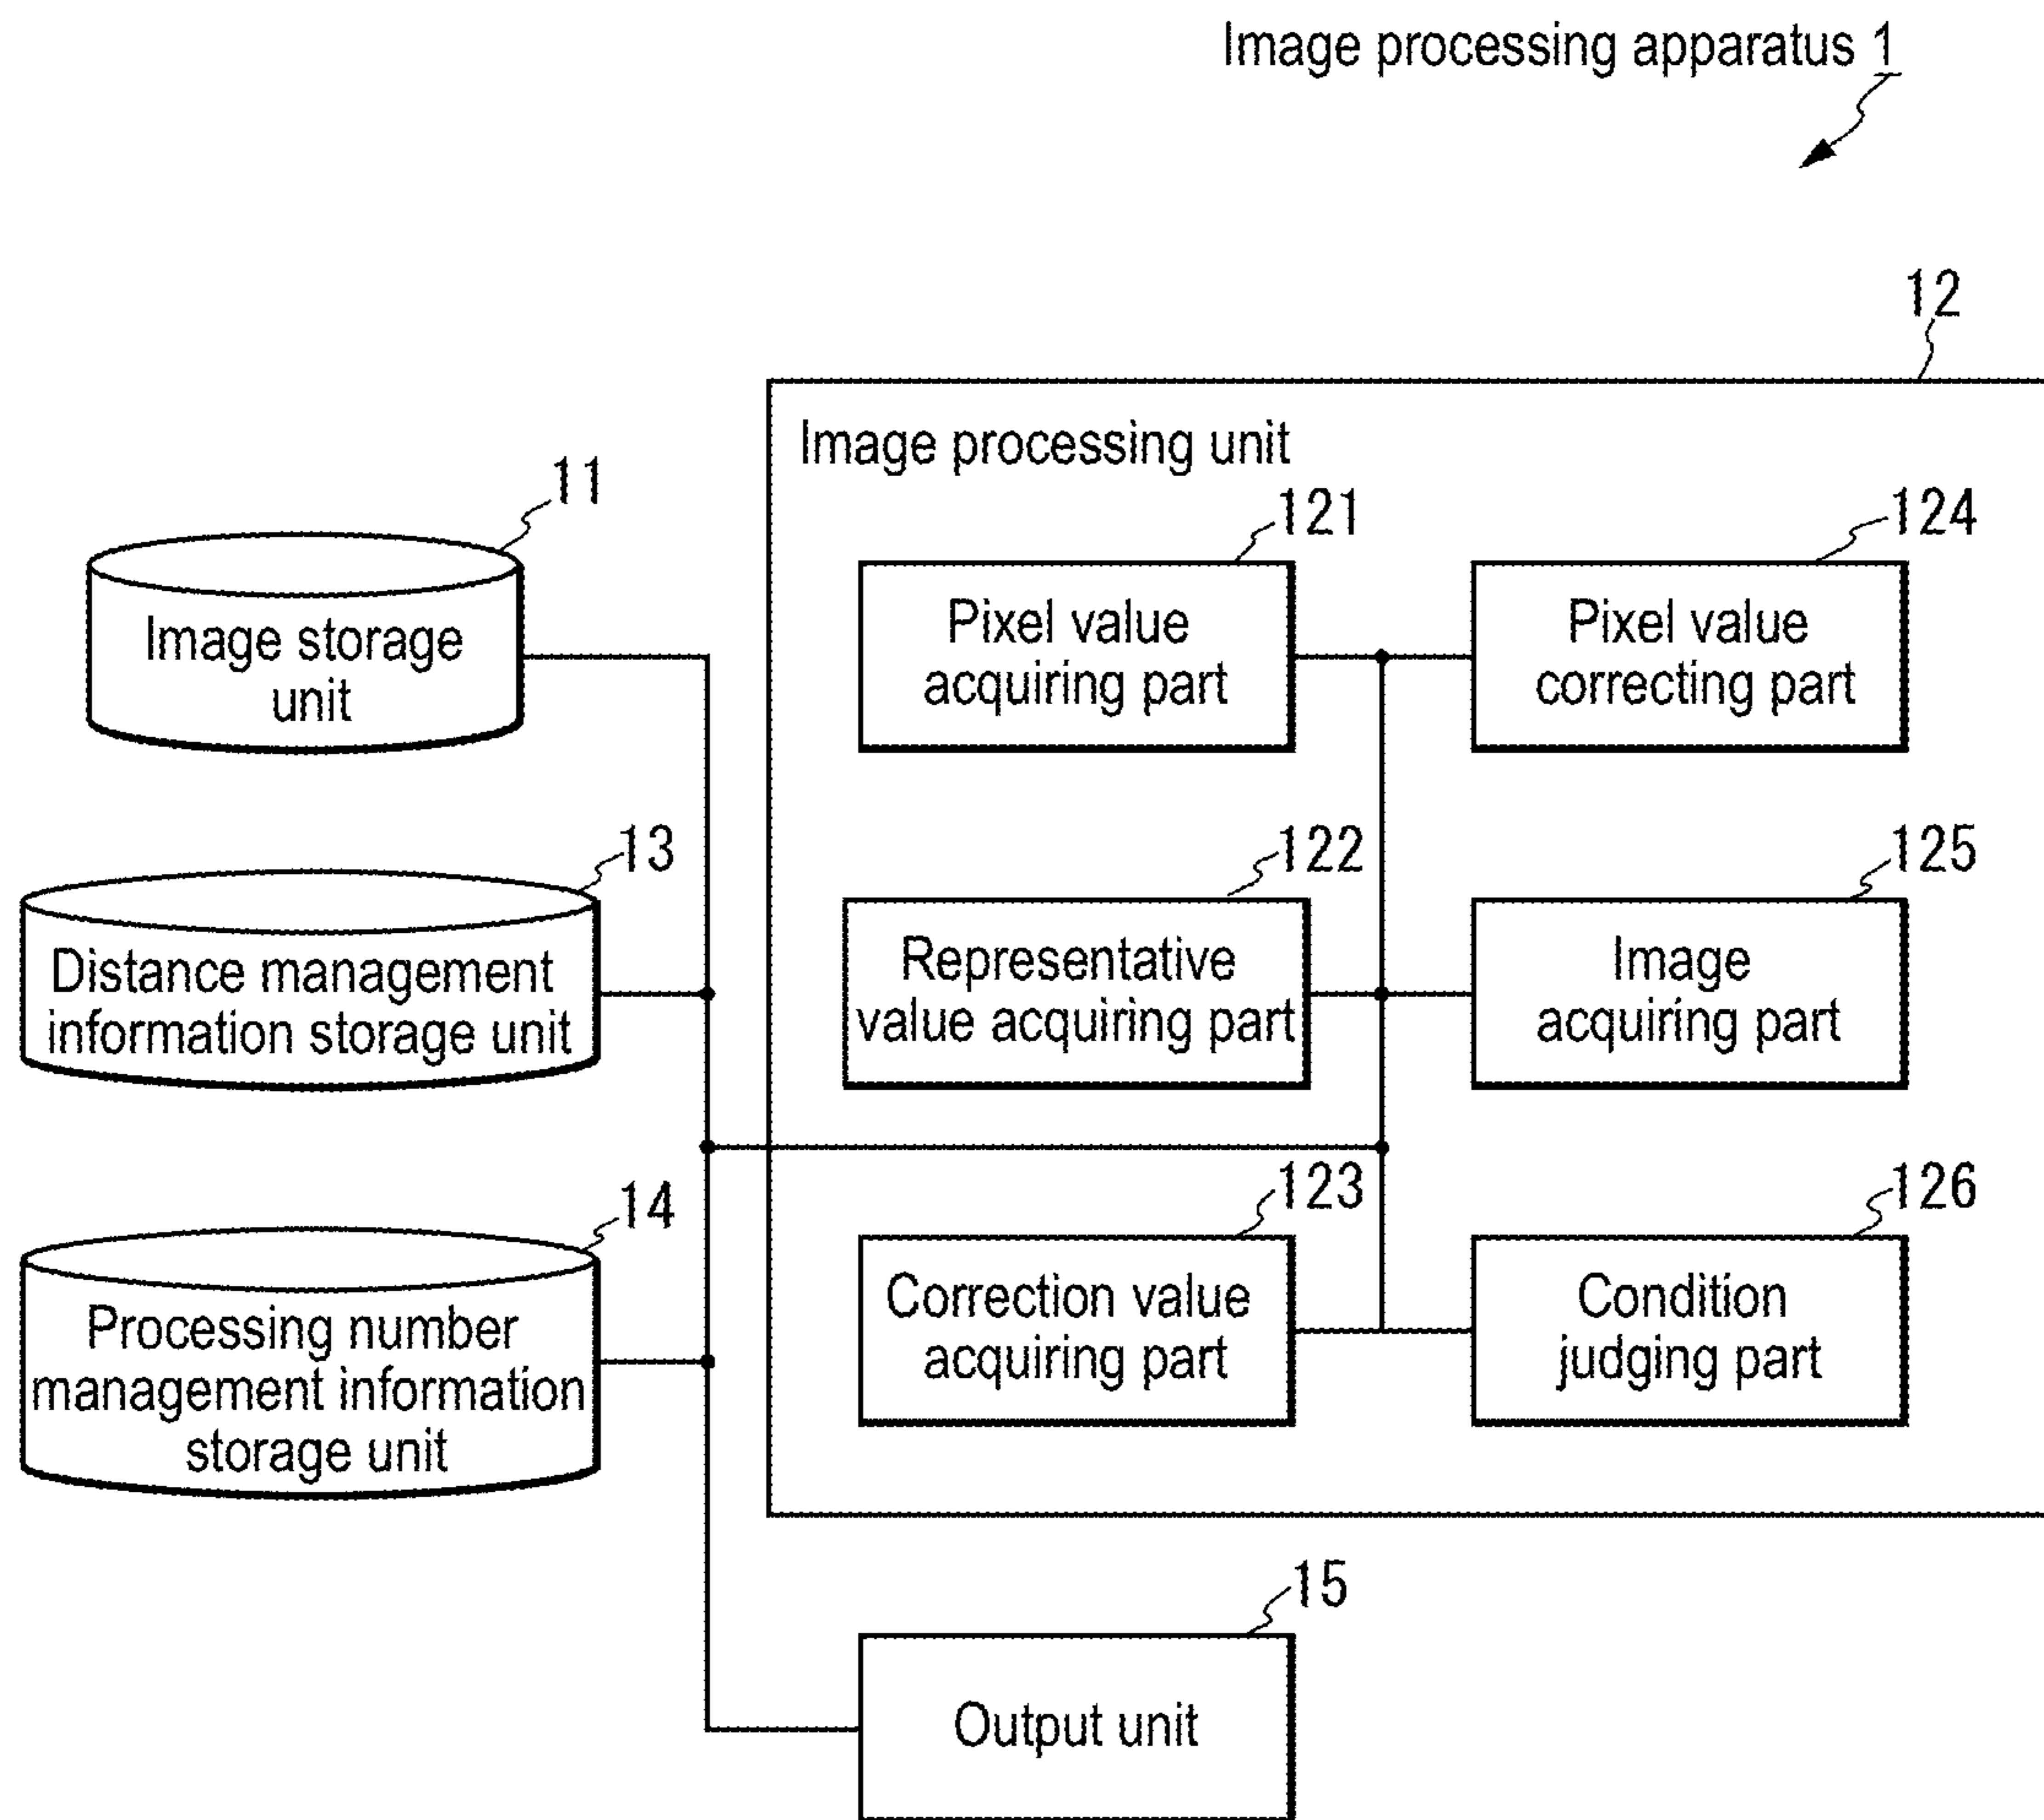 Image processing apparatus 1
12
Image processing unit
11
Image storage
unit
121
Pixel value
acquiring part
124
Pixel value
correcting part
13
Distance management
information storage unit
122
Representative
value acquiring part
125
Image
acquiring part
14
Processing number
management information
storage unit
123
Correction value
acquiring part
126
Condition
judging part
15
Output unit